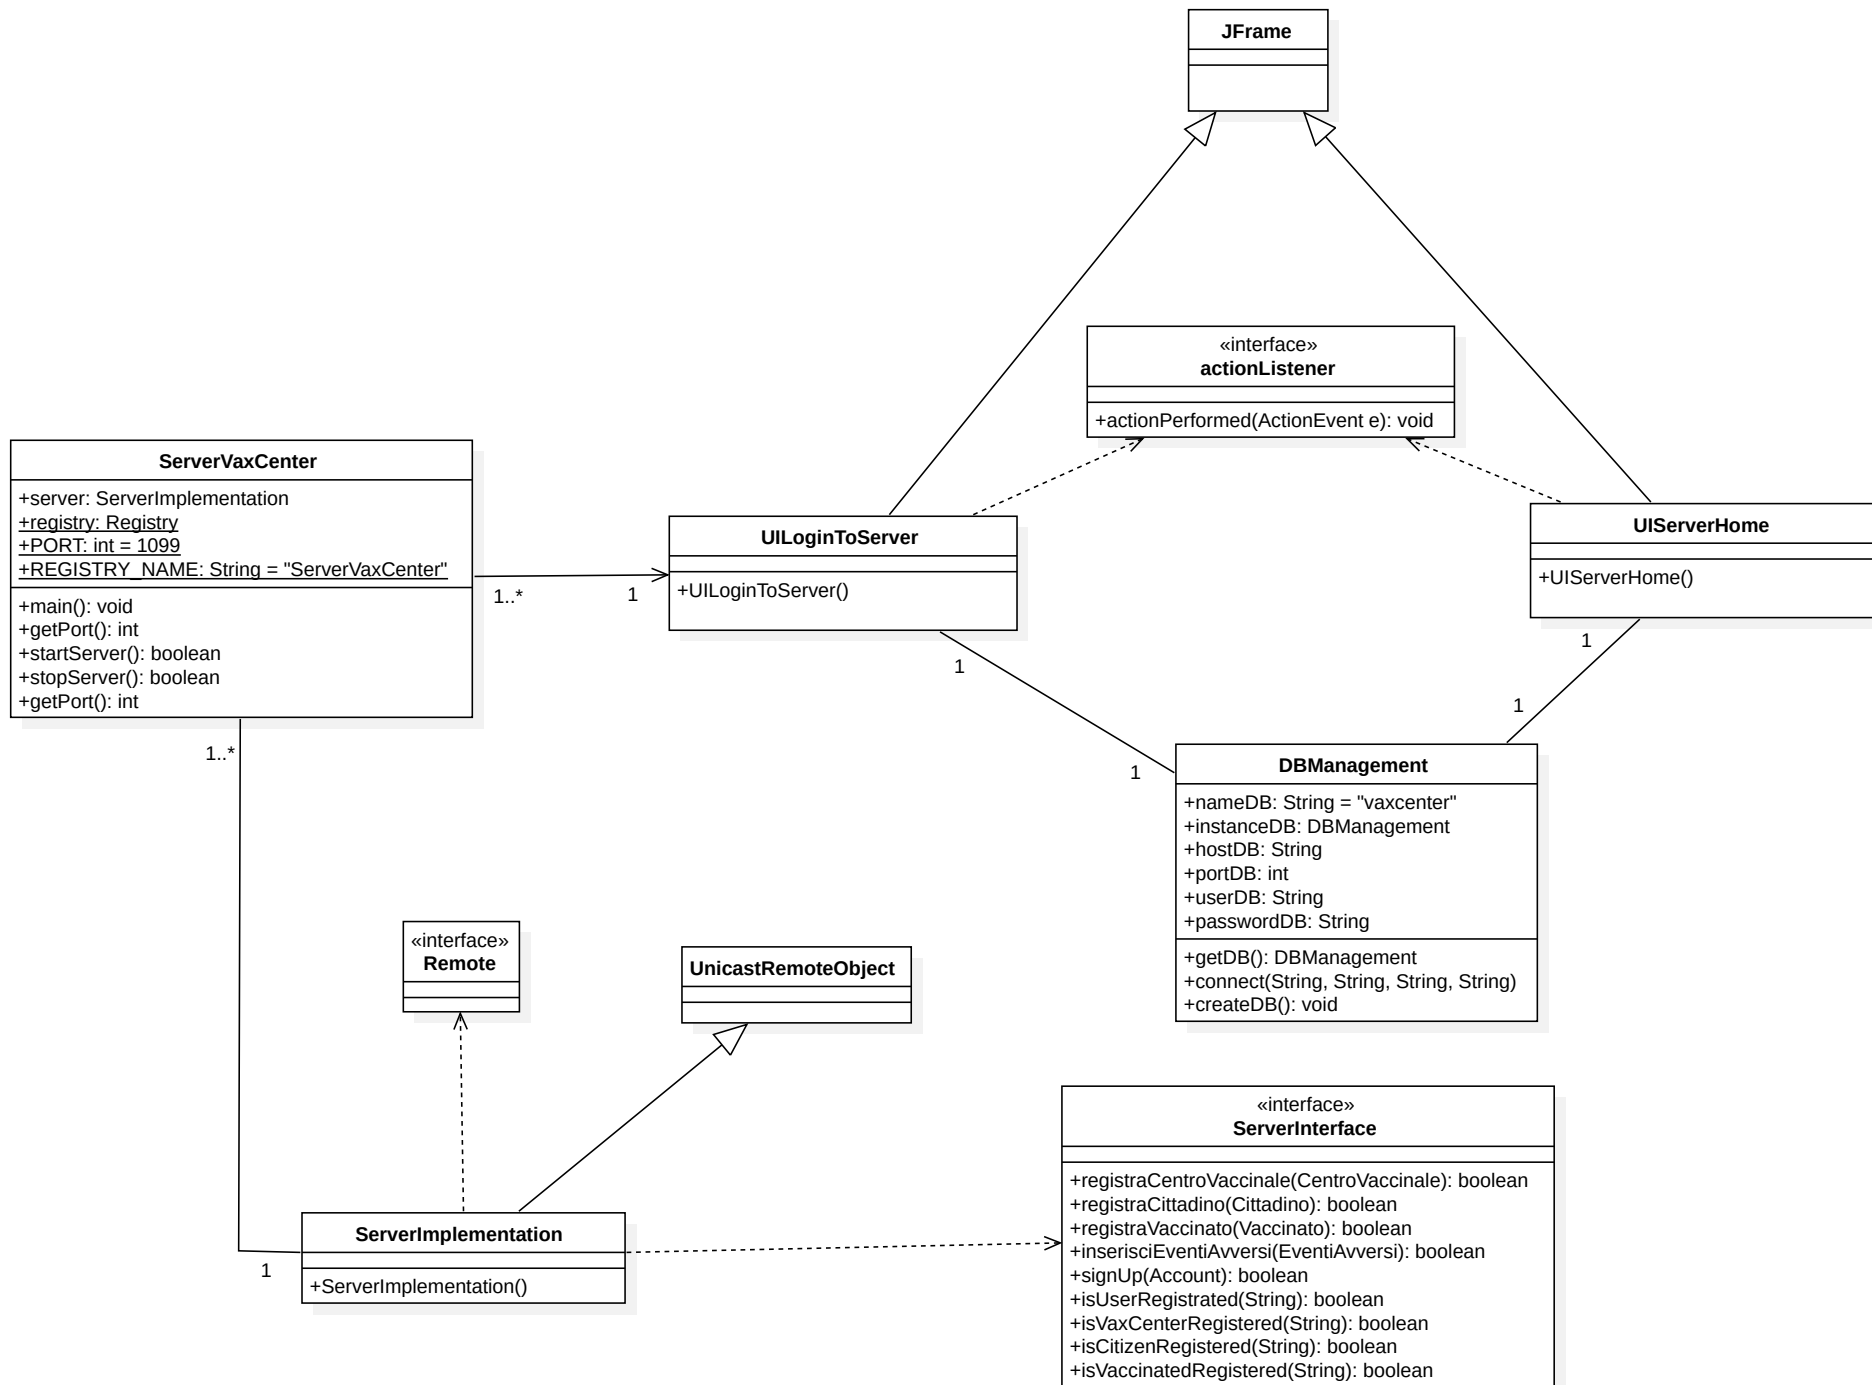 JFrame
«interface»
actionListener
+actionPerformed(ActionEvent e): void
ServerVaxCenter
+server: ServerImplementation
+registry: Registry
+PORT: int = 1099
+REGISTRY_NAME: String = "ServerVaxCenter"
+main(): void
+getPort(): int
+startServer(): boolean
+stopServer(): boolean
+getPort(): int
1..*
1
UILoginToServer
+UILoginToServer()
UIServerHome
+UIServerHome()
1
1
1
1
1..*
DBManagement
+nameDB: String = "vaxcenter"
+instanceDB: DBManagement
+hostDB: String
+portDB: int
+userDB: String
+passwordDB: String
+getDB(): DBManagement
+connect(String, String, String, String)
+createDB(): void
«interface»
Remote
UnicastRemoteObject
ServerImplementation
+ServerImplementation()
1
«interface»
ServerInterface
+registraCentroVaccinale(CentroVaccinale): boolean
+registraCittadino(Cittadino): boolean
+registraVaccinato(Vaccinato): boolean
+inserisciEventiAvversi(EventiAvversi): boolean
+signUp(Account): boolean
+isUserRegistrated(String): boolean
+isVaxCenterRegistered(String): boolean
+isCitizenRegistered(String): boolean
+isVaccinatedRegistered(String): boolean